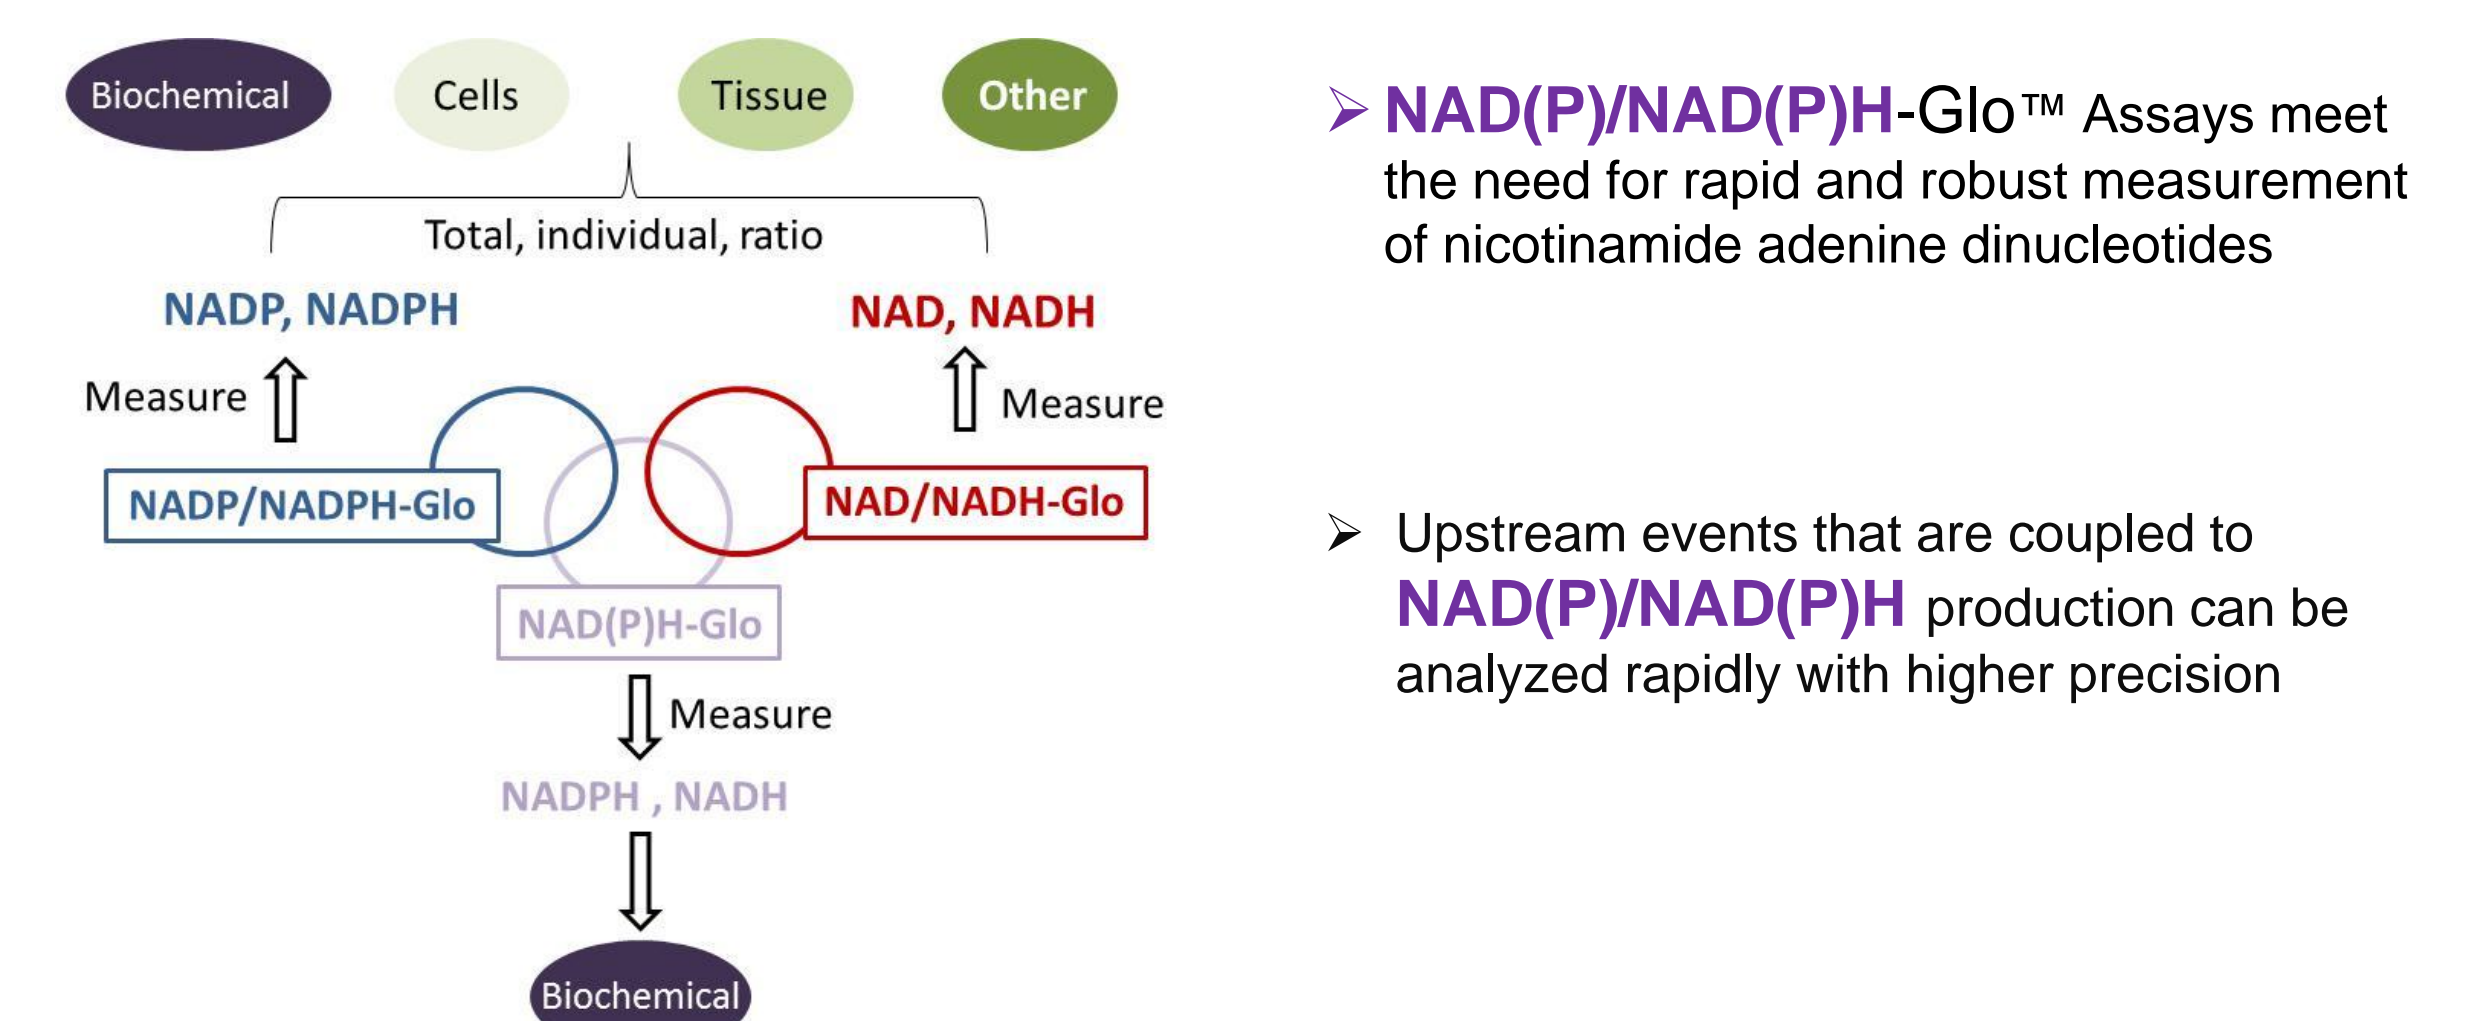 Biochemical
Cells
Tissue
Other
Total, individual, ratio
NADP, NADPH
NAD, NADH
Measure
Measure
NADP/NADPH-Glo
NAD/NADH-Glo
NAD(P)H-Glo
Measure
NADPH , NADH
Biochemical
➢ NAD(P)/NAD(P)H-Glo™ Assays meet
the need for rapid and robust measurement
of nicotinamide adenine dinucleotides
➢ Upstream events that are coupled to
NAD(P)/NAD(P)H production can be
analyzed rapidly with higher precision